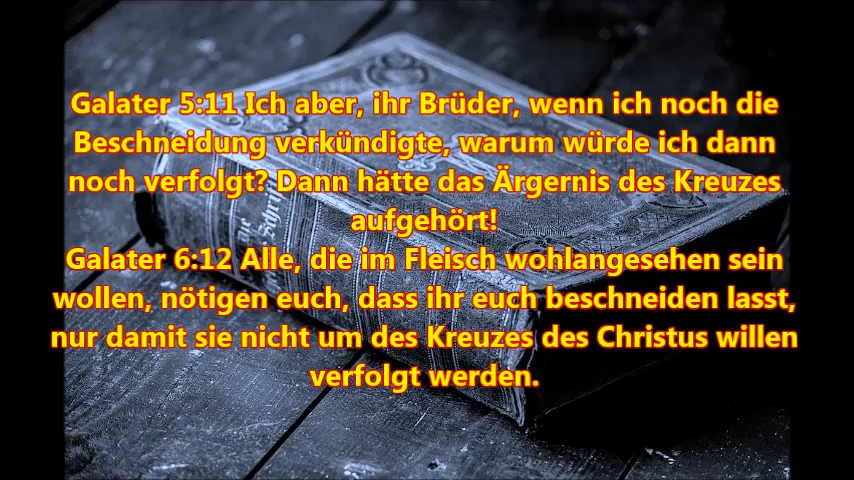 Galater 5:11 Ich aber, ihr Brüder, wenn ich noch die
Beschneidung verkündigte, warum würde ich dann
noch verfolgt? Dann hätte das Ärgernis des Kreuzes
aufgehört!
Galater 6:12 Alle, die im Fleisch wohlangesehen sein
wollen, nötigen euch, dass ihr euch beschneiden lasst,
nur damit sie nicht um des Kreuzes des Christus willen
verfolgt werden.